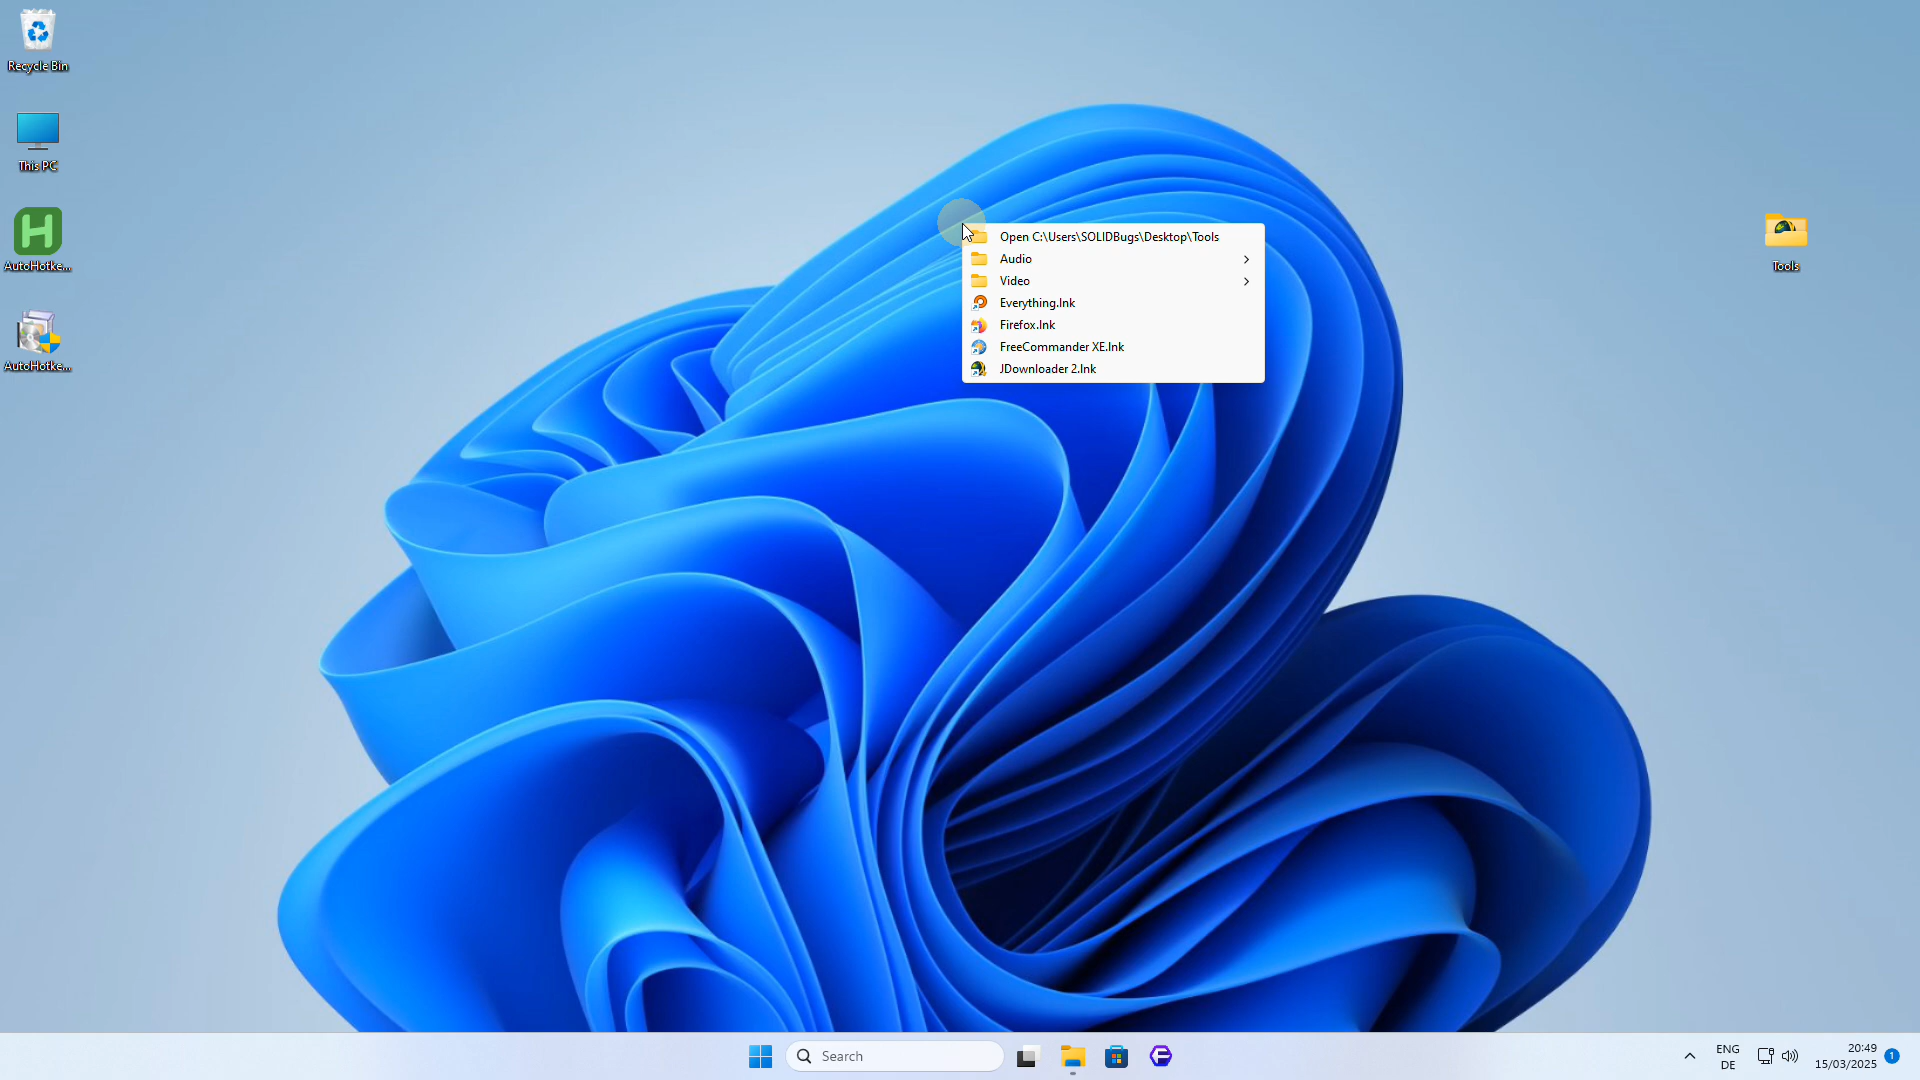 Recycle Bin
This PC
AutoHotke...
AutoHotke...
Open C:\Users\SOLIDBugs\Desktop\Tools
Audio
Video
Everything.lnk
Firefox.lnk
FreeCommander XE.lnk
JDownloader 2.lnk
Tools
Search
ENG
DE
20:49
15/03/2025
1